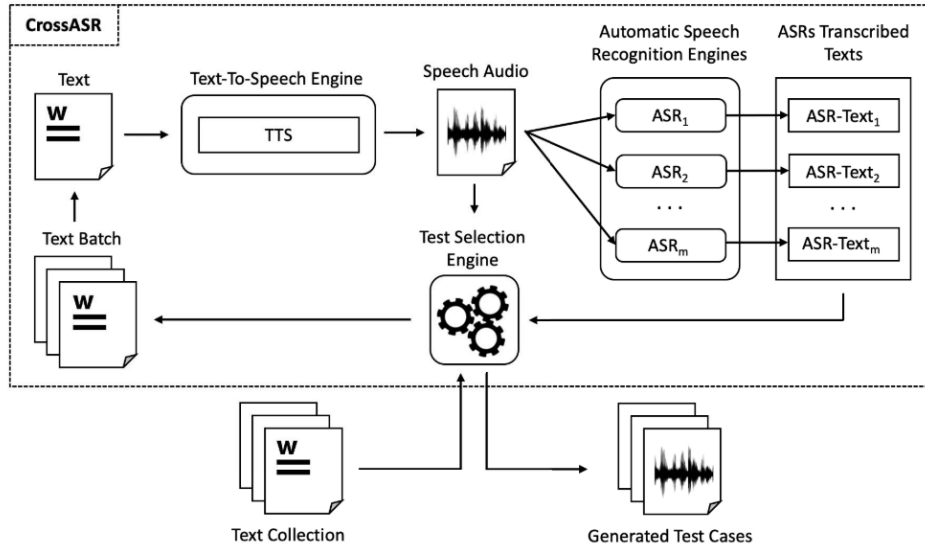 CrossASR
Text
W
Text-To-Speech Engine
TTS
Speech Audio
Automatic Speech
Recognition Engines
ASR₁
ASR₂
. . .
ASRₘ
ASRs Transcribed
Texts
ASR-Text₁
ASR-Text₂
. . .
ASR-Textₘ
Text Batch
W
Test Selection
Engine
W
Text Collection
Generated Test Cases